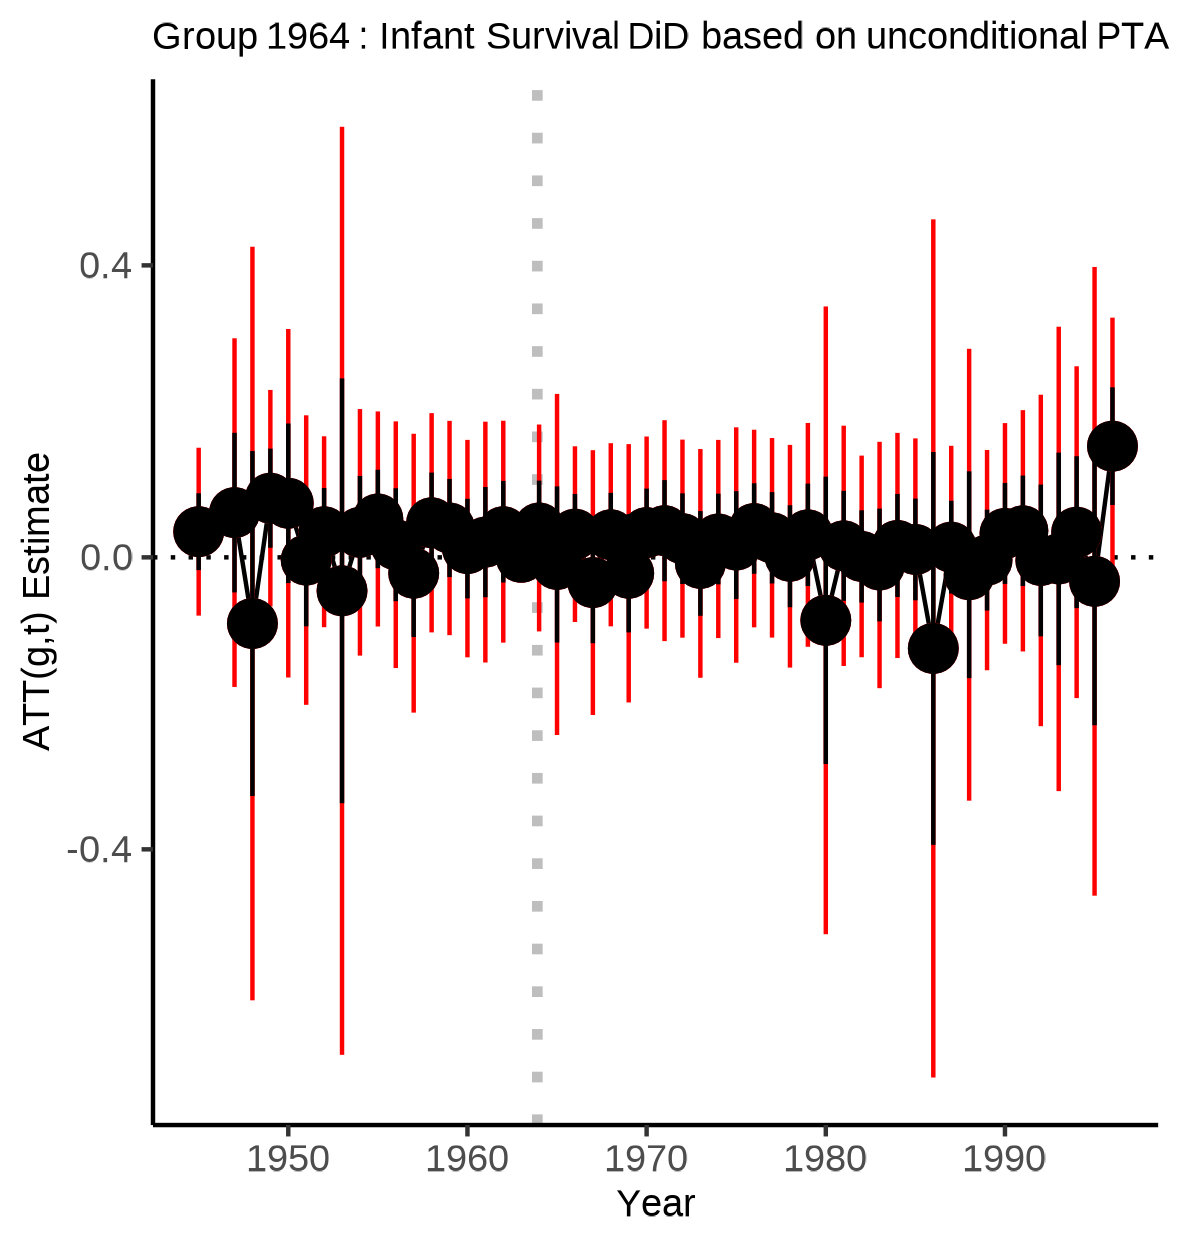 Group 1964 : Infant Survival DiD based on unconditional PTA
ATT(g,t) Estimate
0.4
0.0
-0.4
1950 1960 1970 1980 1990
Year